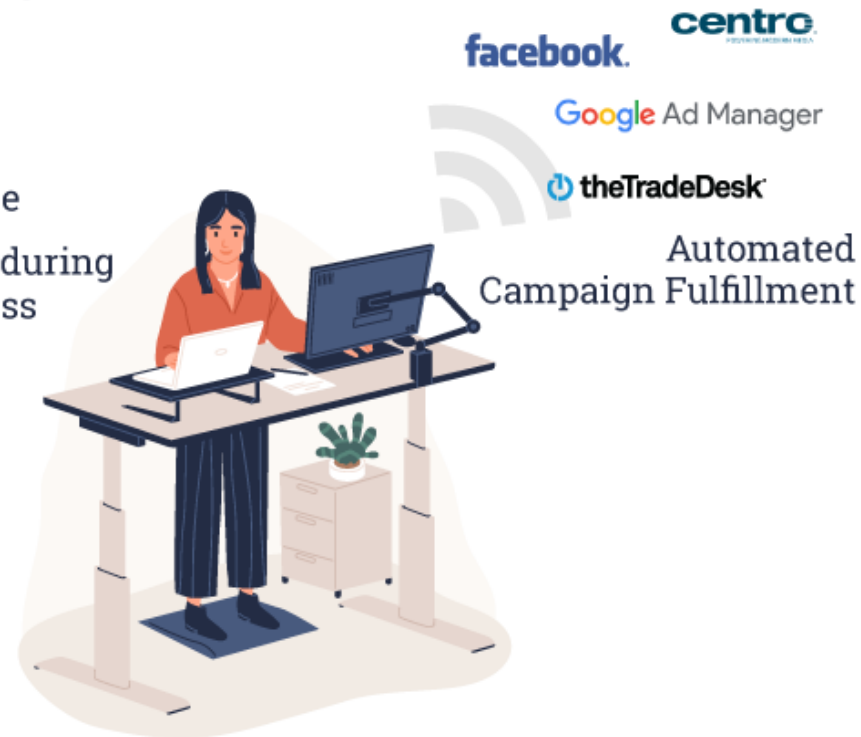 centro
facebook.
Google Ad Manager
theTradeDesk
e
during
ss
Automated
Campaign Fulfillment